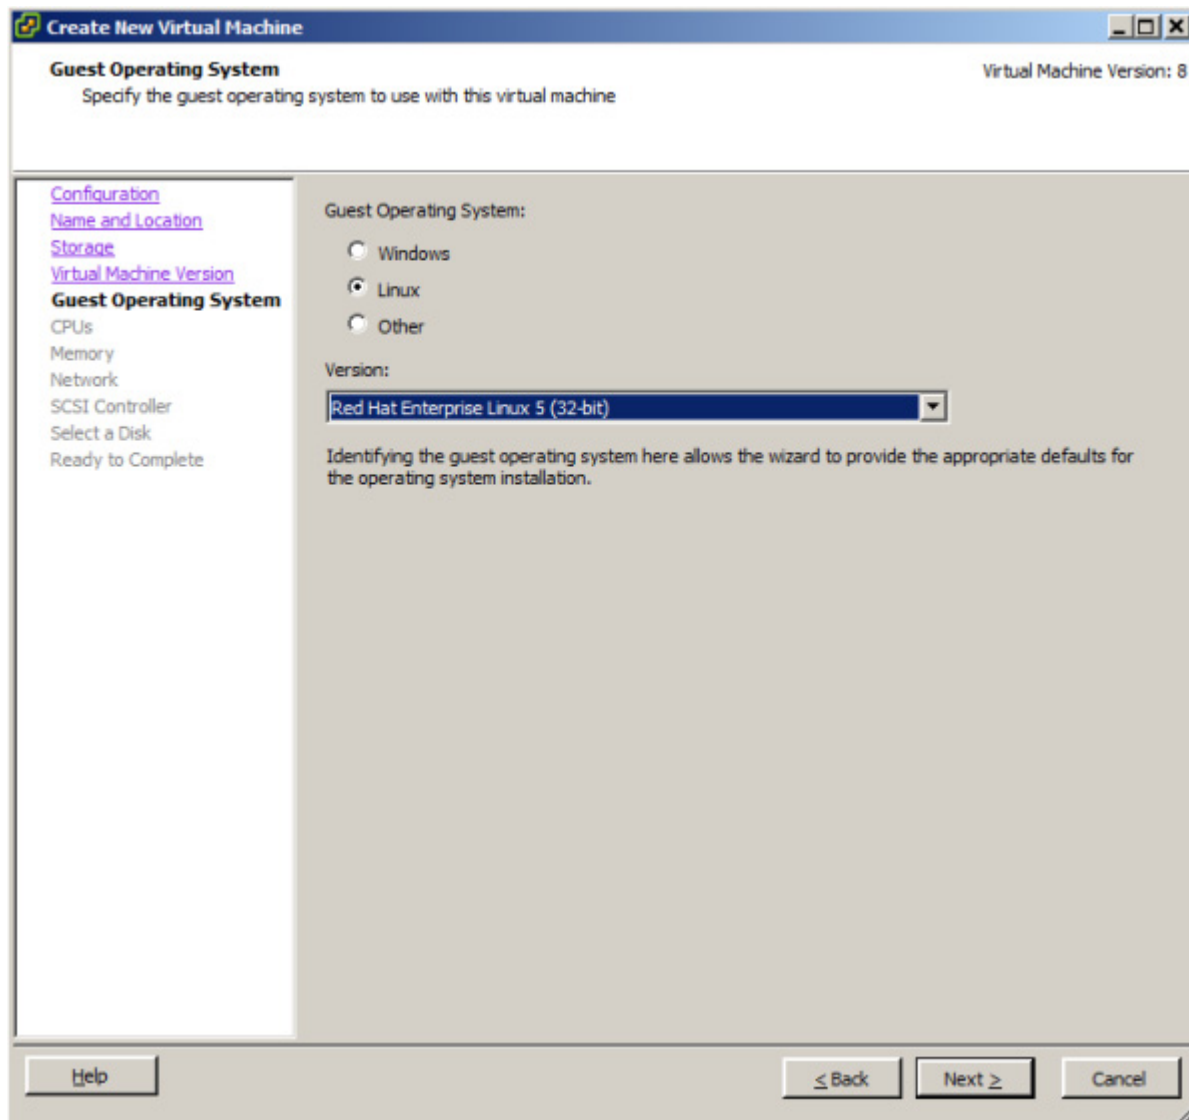 Create New Virtual Machine
Guest Operating System
Virtual Machine Version: 8
Specify the guest operating system to use with this virtual machine
Configuration
Name and Location
Storage
Virtual Machine Version
Guest Operating System
CPUs
Memory
Network
SCSI Controller
Select a Disk
Ready to Complete
Guest Operating System:
Windows
Linux
Other
Version:
Red Hat Enterprise Linux 5 (32-bit)
Identifying the guest operating system here allows the wizard to provide the appropriate defaults for
the operating system installation.
Help
< Back
Next >
Cancel